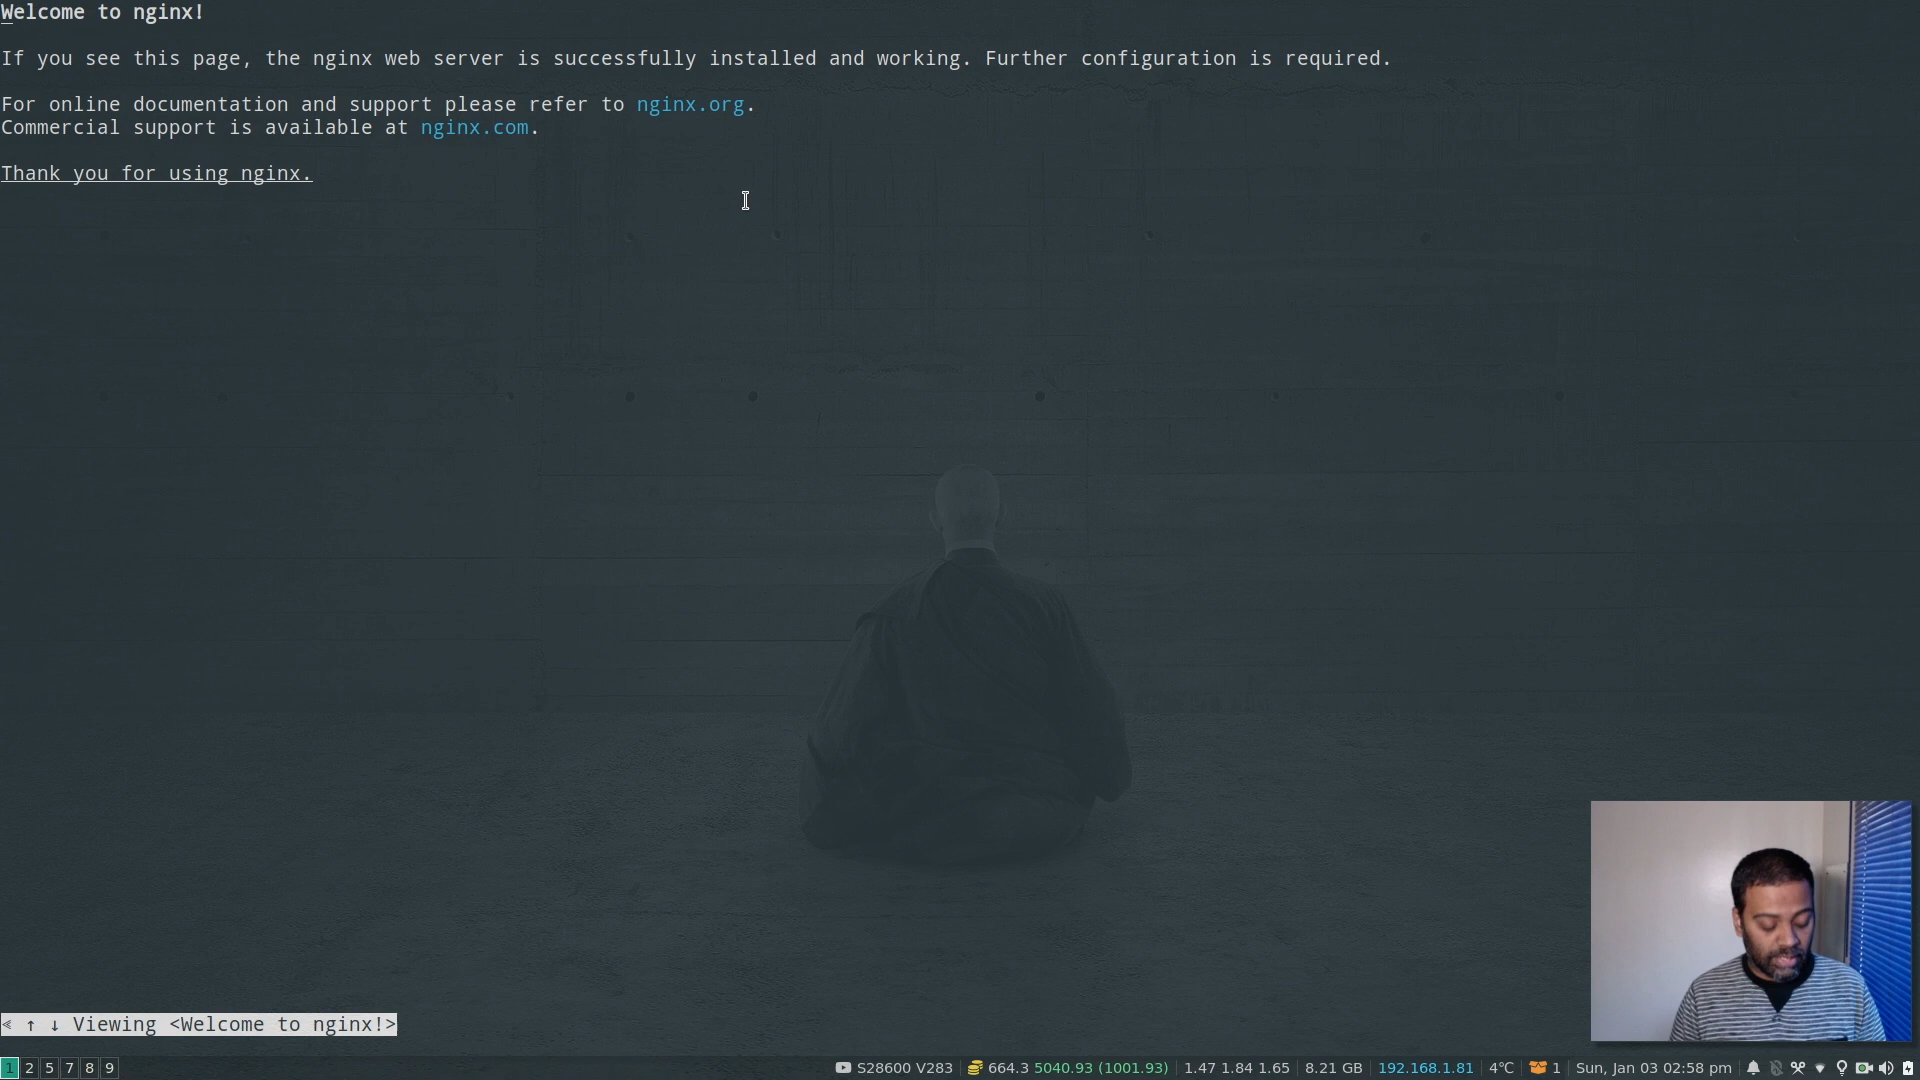 Welcome to nginx!
If you see this page, the nginx web server is successfully installed and working. Further configuration is required.
For online documentation and support please refer to nginx.org.
Commercial support is available at nginx.com.
Thank you for using nginx.
≪ ↑ ↓ Viewing <Welcome to nginx!>
1 2 5 7 8 9 S28600 V283 664.3 5040.93 (1001.93) 1.47 1.84 1.65 8.21 GB 192.168.1.81 4°C 1 Sun, Jan 03 02:58 pm